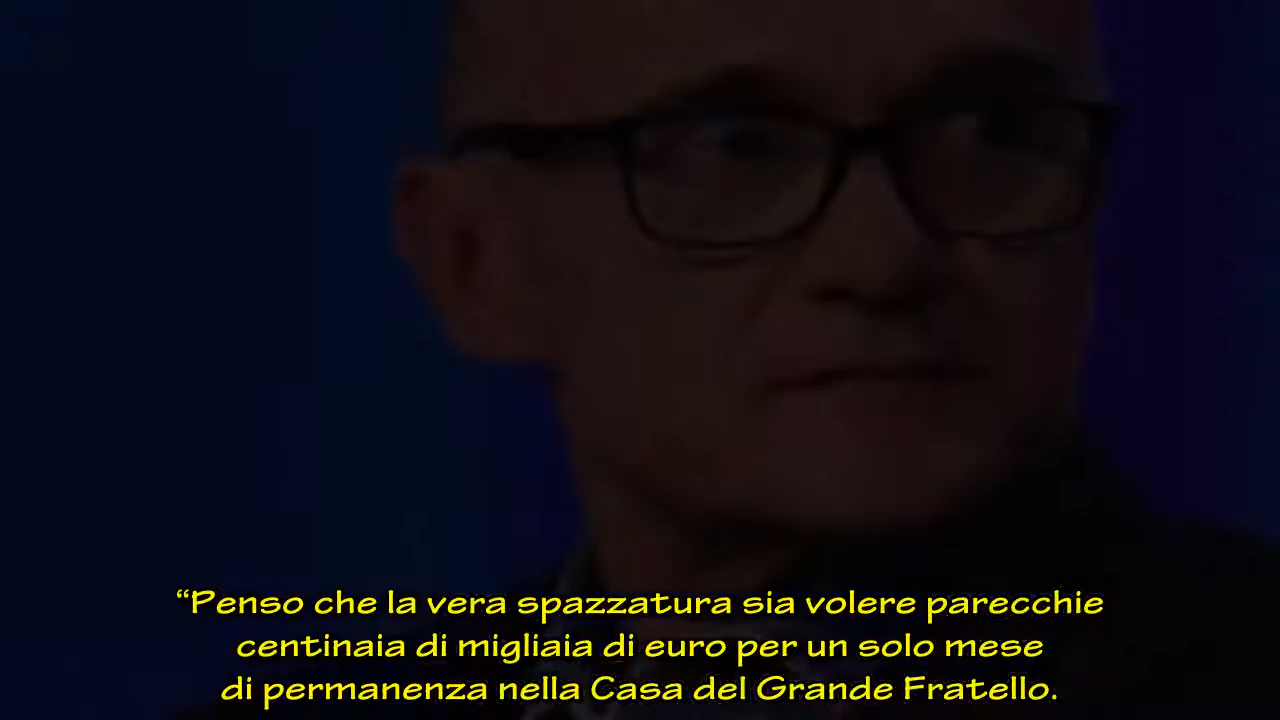 “Penso che la vera spazzatura sia volere parecchie
centinaia di migliaia di euro per un solo mese
di permanenza nella Casa del Grande Fratello.